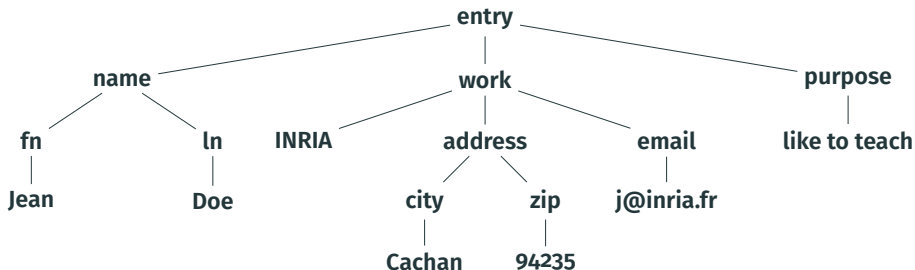 entry
name work purpose
fn ln INRIA address email like to teach
Jean Doe city zip j@inria.fr
Cachan 94235